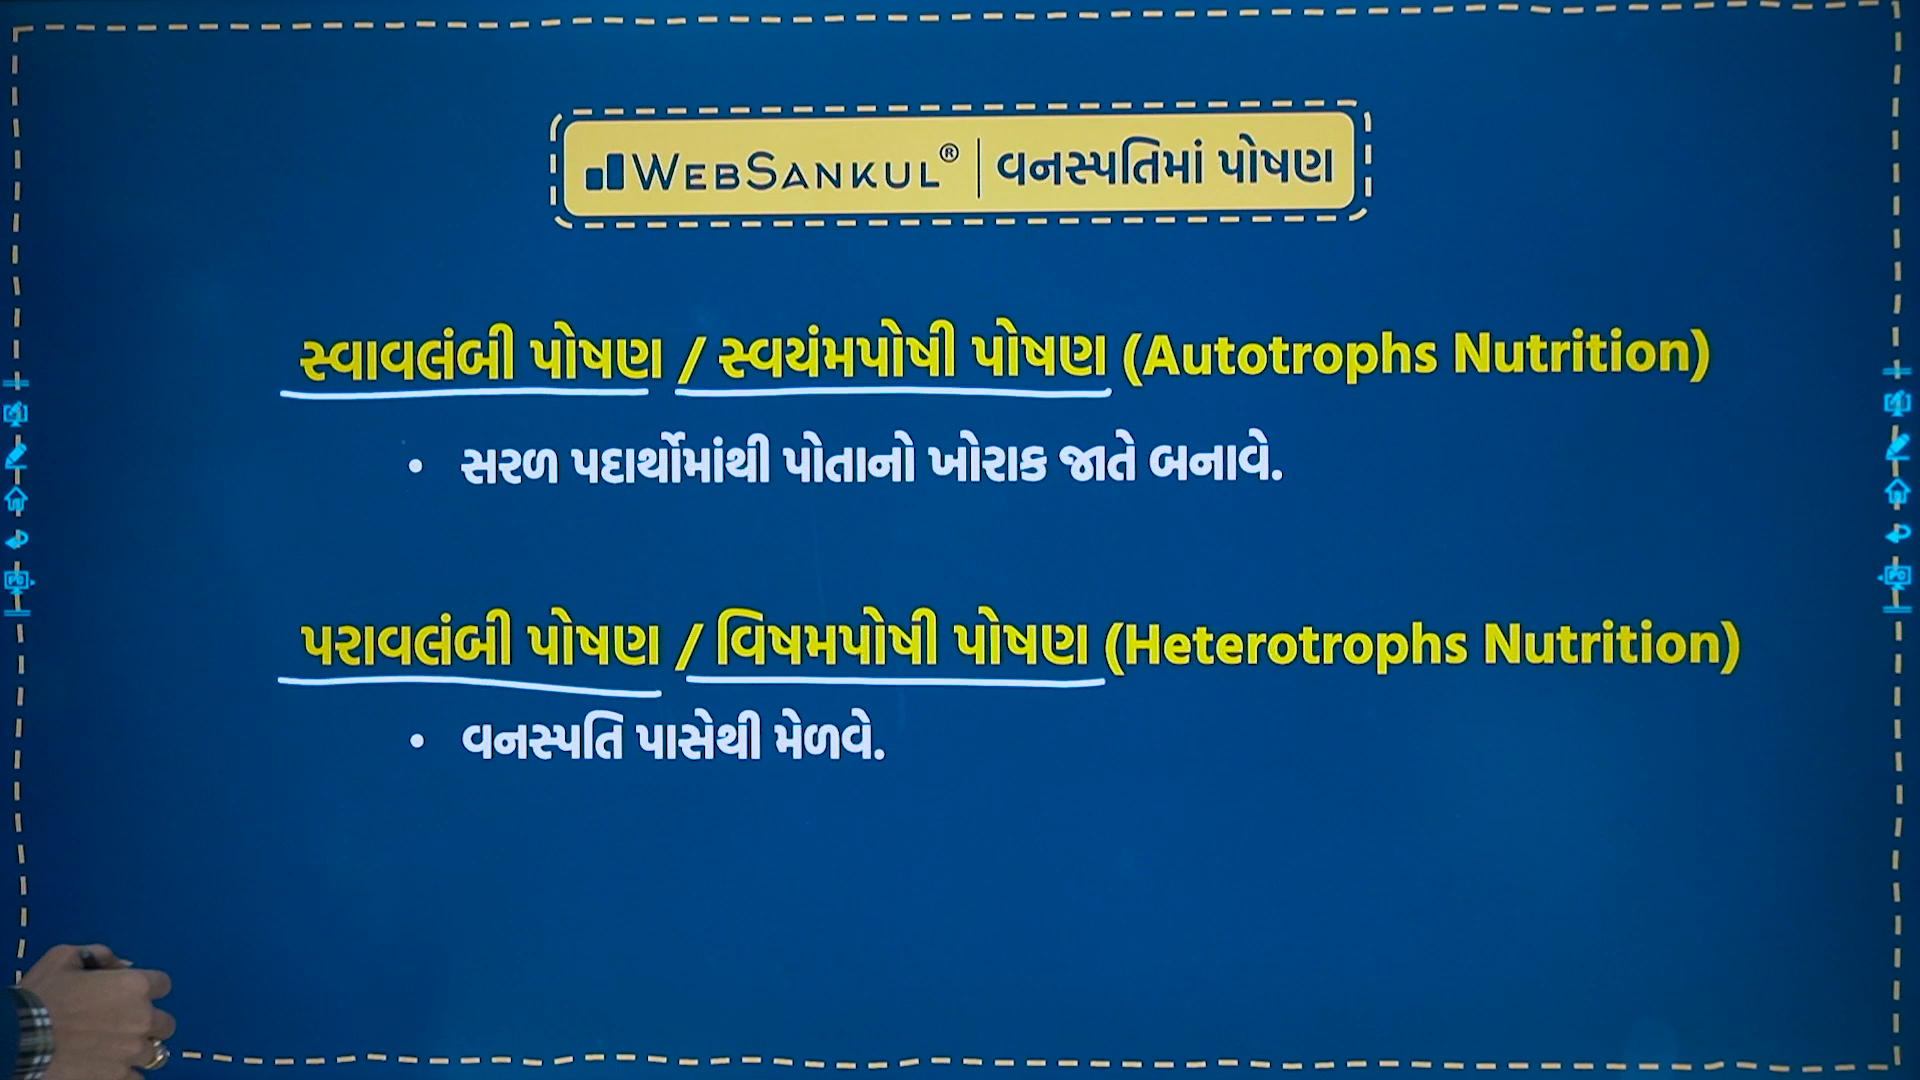 WEBSANKUL® | વનસ્પતિમાં પોષણ
સ્વાવલંબી પોષણ / સ્વયંમપોષી પોષણ (Autotrophs Nutrition)
• સરળ પદાર્થોમાંથી પોતાનો ખોરાક જાતે બનાવે.
પરાવલંબી પોષણ / વિષમપોષી પોષણ (Heterotrophs Nutrition)
• વનસ્પતિ પાસેથી મેળવે.